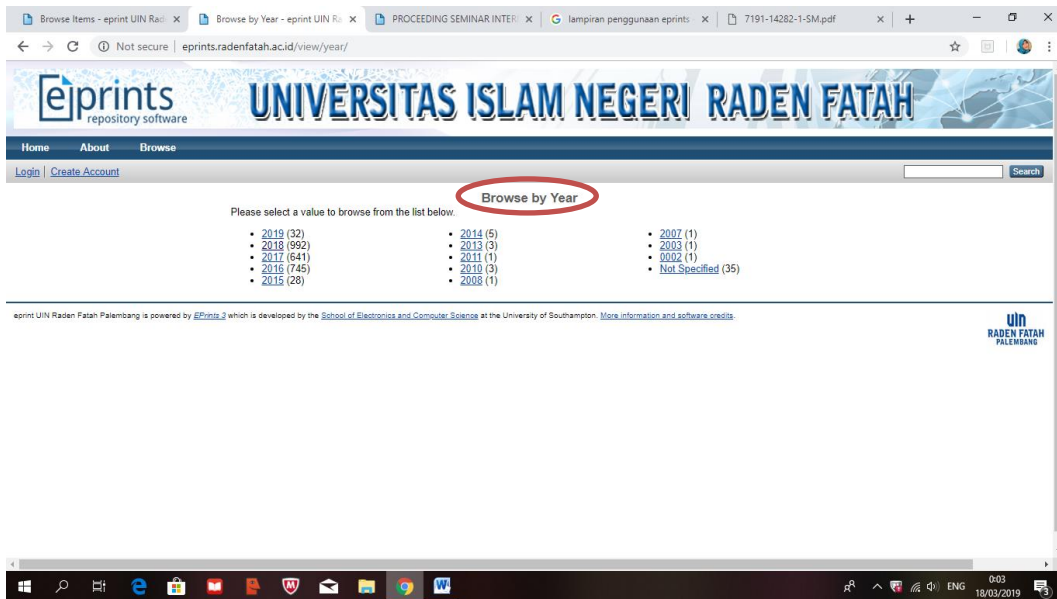 Browse Items - eprint UIN Rad
Browse by Year - eprint UIN Ra
PROCEEDING SEMINAR INTER
lampiran penggunaan eprints
7191-14282-1-SM.pdf
Not secure | eprints.radenfatah.ac.id/view/year/
eprints
repository software
UNIVERSITAS ISLAM NEGERI RADEN FATAH
Home About Browse
Login | Create Account
Search
Browse by Year
Please select a value to browse from the list below.
2019 (32)
2018 (992)
2017 (641)
2016 (745)
2015 (28)
2014 (5)
2013 (3)
2011 (1)
2010 (3)
2008 (1)
2007 (1)
2003 (1)
0002 (1)
Not Specified (35)
eprint UIN Raden Fatah Palembang is powered by EPrints 3 which is developed by the School of Electronics and Computer Science at the University of Southampton. More information and software credits.
uin
RADEN FATAH
PALEMBANG
ENG
0:03
18/03/2019
3